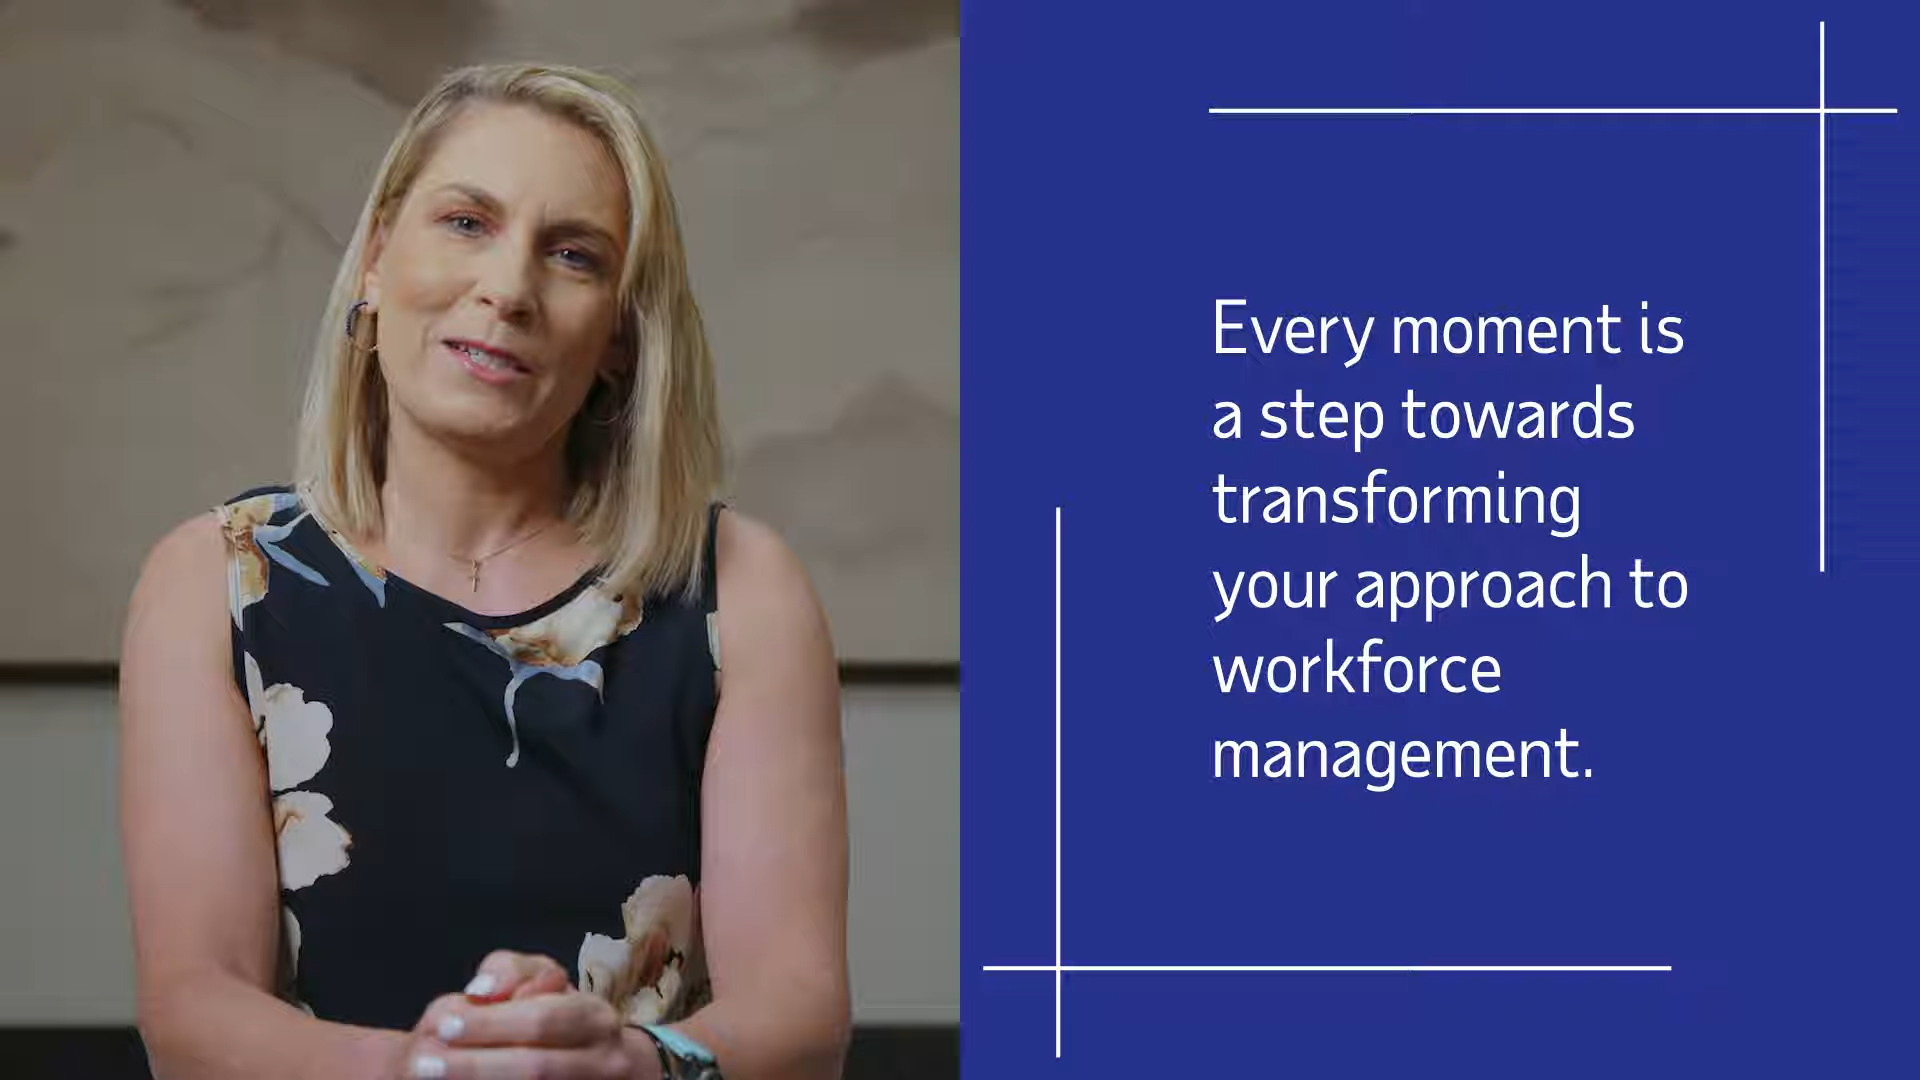 Every moment is
a step towards
transforming
your approach to
workforce
management.